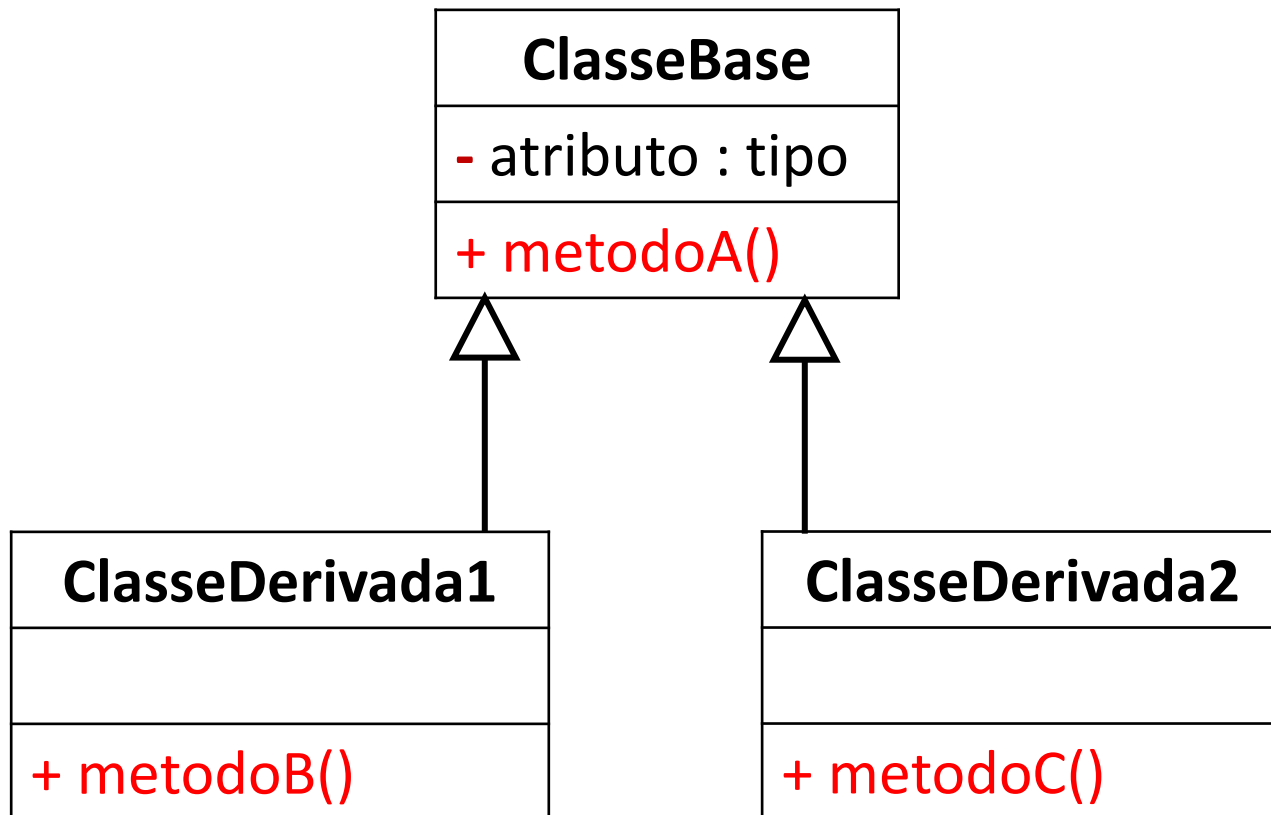 ClasseBase
- atributo : tipo
+ metodoA()
ClasseDerivada1
+ metodoB()
ClasseDerivada2
+ metodoC()